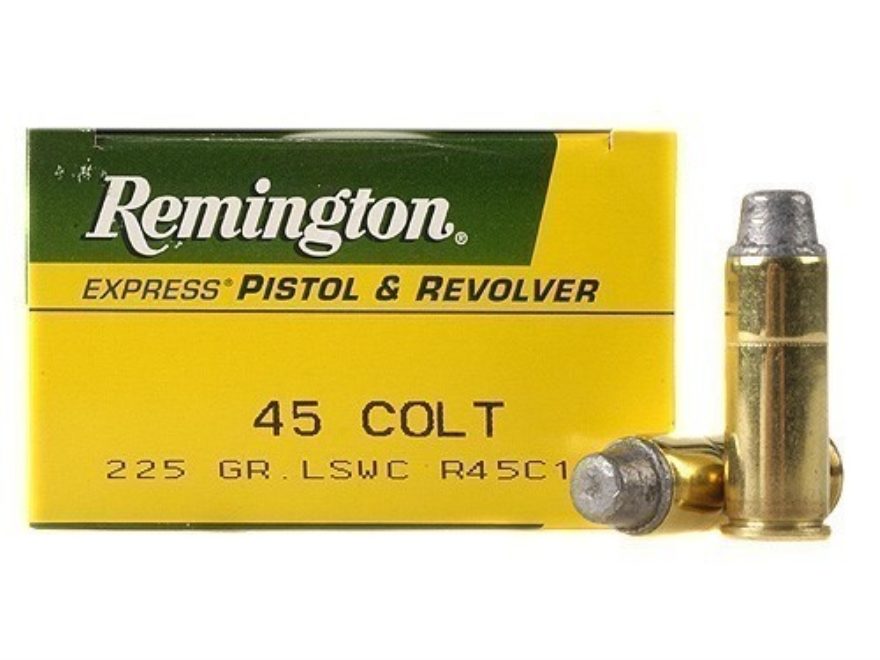 Remington®
EXPRESS® PISTOL & REVOLVER
45 COLT
225 GR. LSWC R45C1